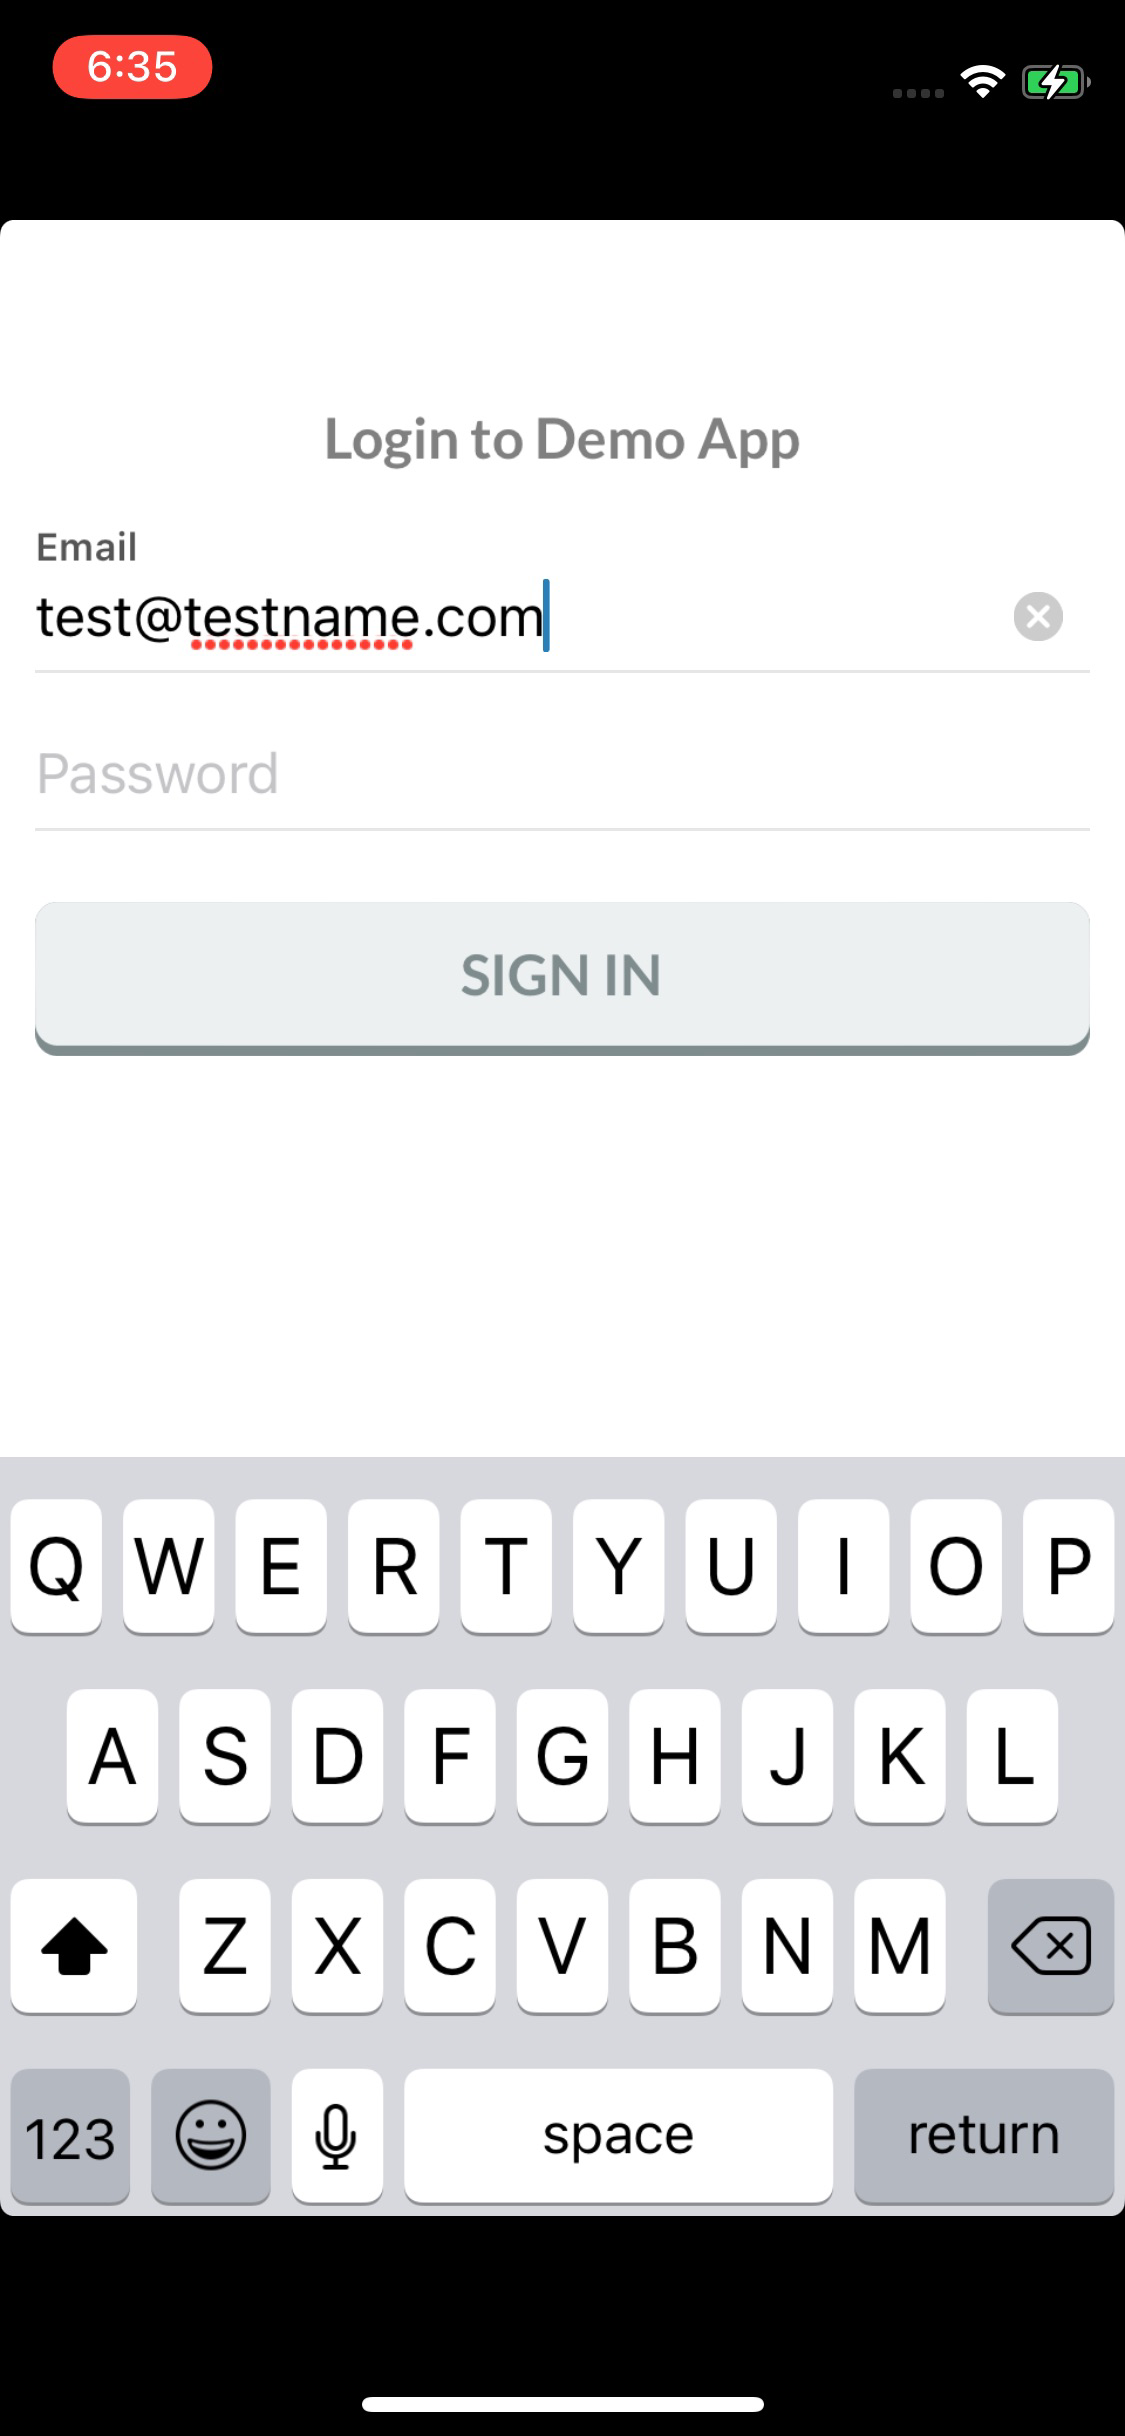 6:35
Login to Demo App
Email
test@testname.com
Password
SIGN IN
Q W E R T Y U I O P
A S D F G H J K L
Z X C V B N M
123 space return